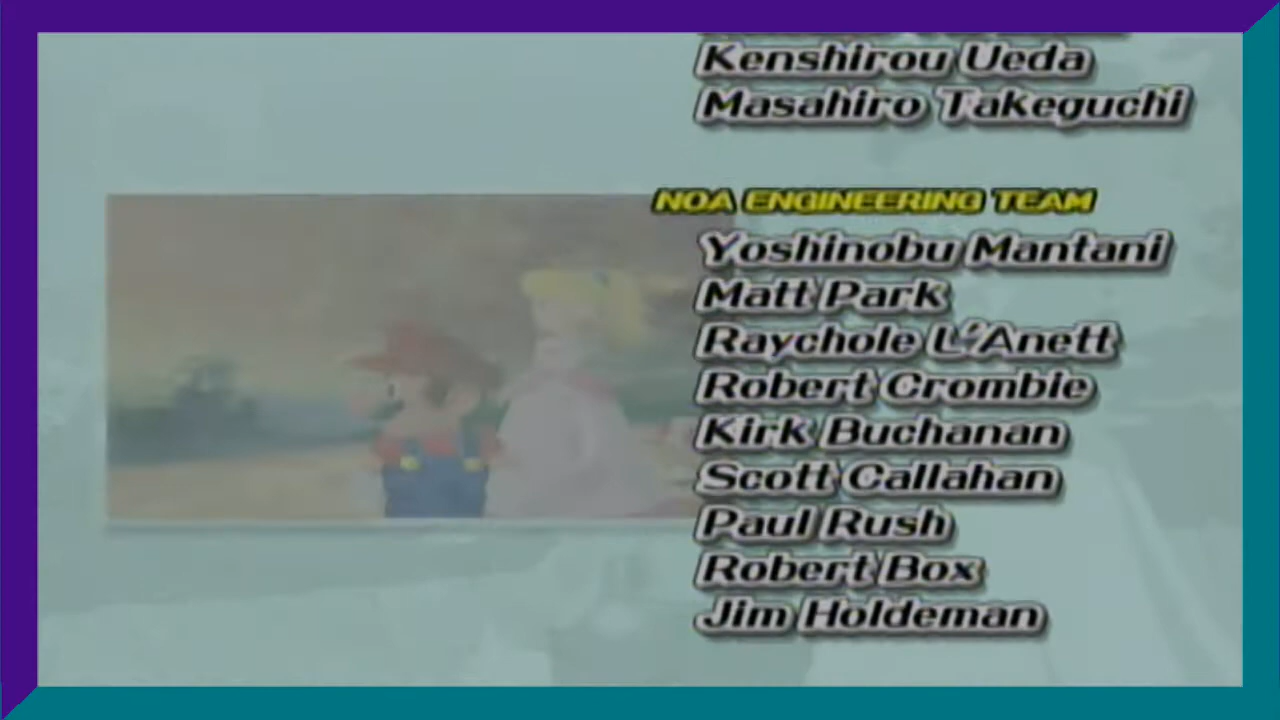 Kenshirou Ueda
Masahiro Takeguchi
NOA ENGINEERING TEAM
Yoshinobu Mantani
Matt Park
Raychole L'Anett
Robert Crombie
Kirk Buchanan
Scott Callahan
Paul Rush
Robert Box
Jim Holdeman